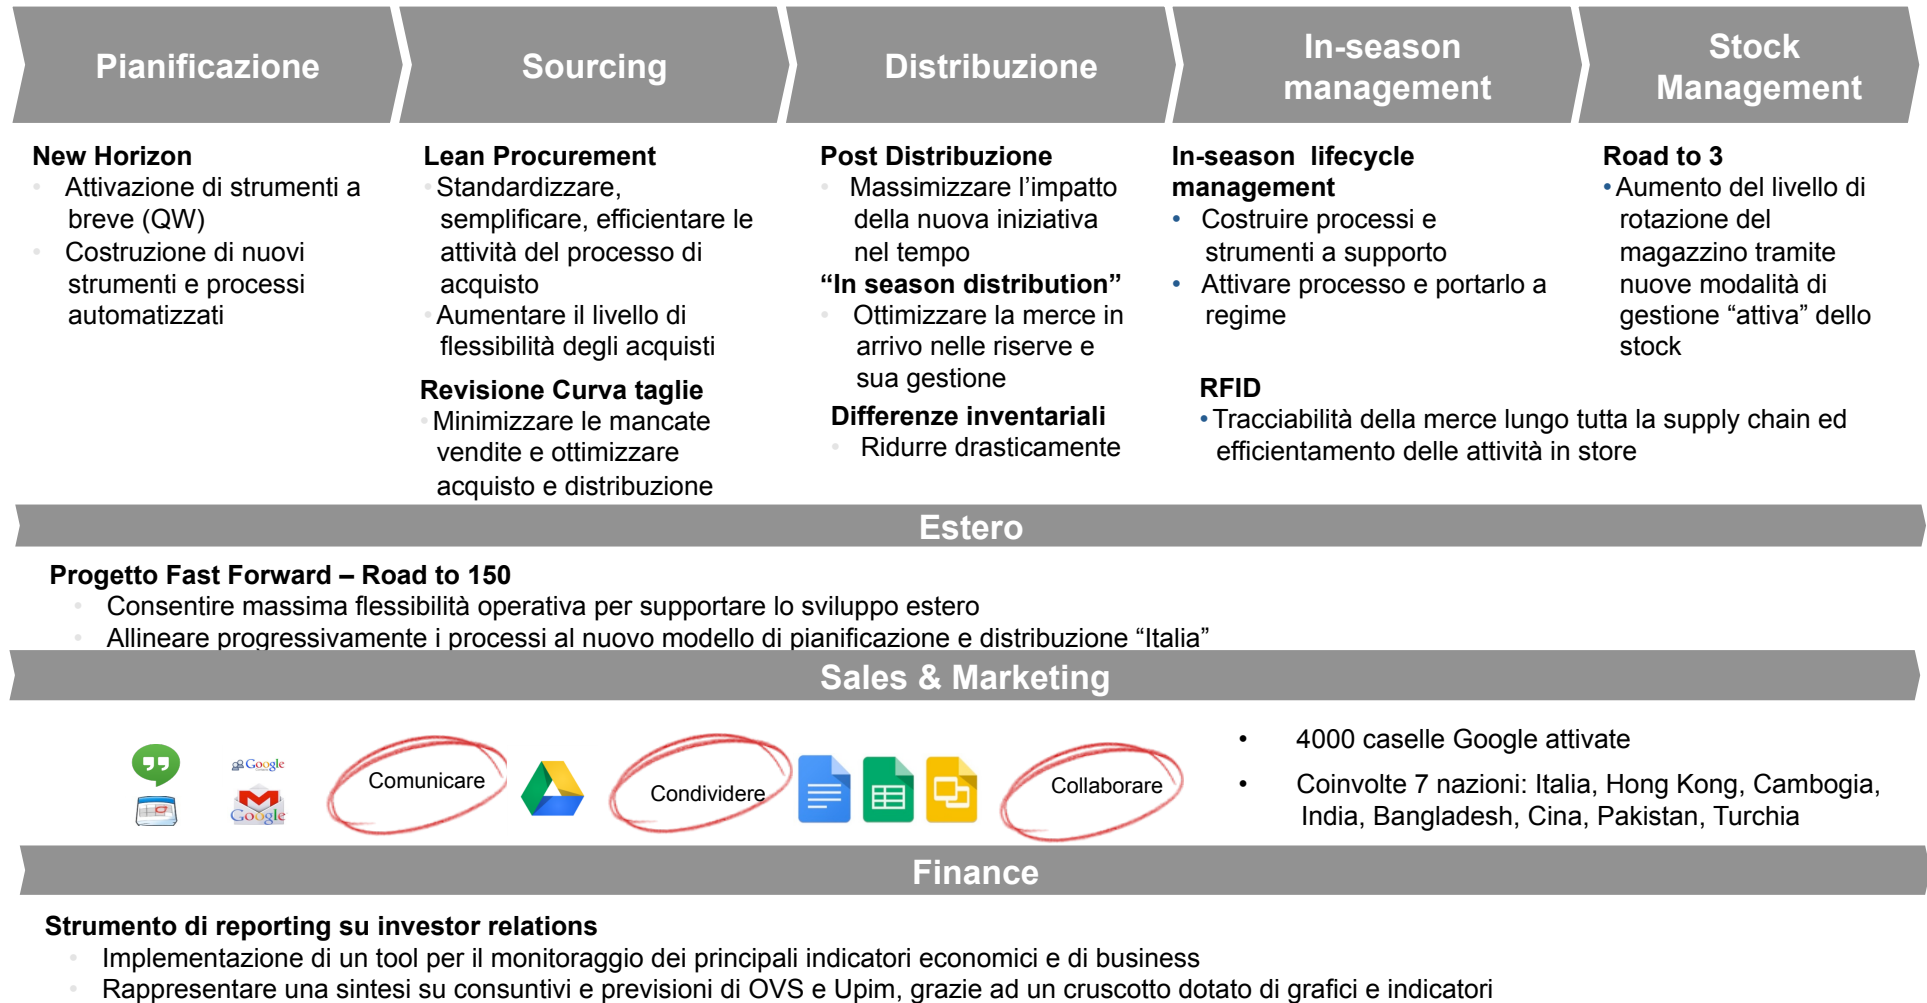 Pianificazione
Sourcing
Distribuzione
In-season
management
Stock
Management
New Horizon
• Attivazione di strumenti a
breve (QW)
• Costruzione di nuovi
strumenti e processi
automatizzati
Lean Procurement
• Standardizzare,
semplificare, efficientare le
attività del processo di
acquisto
• Aumentare il livello di
flessibilità degli acquisti
Revisione Curva taglie
• Minimizzare le mancate
vendite e ottimizzare
acquisto e distribuzione
Post Distribuzione
• Massimizzare l’impatto
della nuova iniziativa
nel tempo
“In season distribution”
• Ottimizzare la merce in
arrivo nelle riserve e
sua gestione
Differenze inventariali
• Ridurre drasticamente
In-season lifecycle
management
• Costruire processi e
strumenti a supporto
• Attivare processo e portarlo a
regime
Road to 3
• Aumento del livello di
rotazione del
magazzino tramite
nuove modalità di
gestione “attiva” dello
stock
RFID
• Tracciabilità della merce lungo tutta la supply chain ed
efficientamento delle attività in store
Estero
Progetto Fast Forward – Road to 150
• Consentire massima flessibilità operativa per supportare lo sviluppo estero
• Allineare progressivamente i processi al nuovo modello di pianificazione e distribuzione “Italia”
Sales & Marketing
Google
Google
Comunicare
Condividere
Collaborare
• 4000 caselle Google attivate
• Coinvolte 7 nazioni: Italia, Hong Kong, Cambogia,
India, Bangladesh, Cina, Pakistan, Turchia
Finance
Strumento di reporting su investor relations
• Implementazione di un tool per il monitoraggio dei principali indicatori economici e di business
• Rappresentare una sintesi su consuntivi e previsioni di OVS e Upim, grazie ad un cruscotto dotato di grafici e indicatori